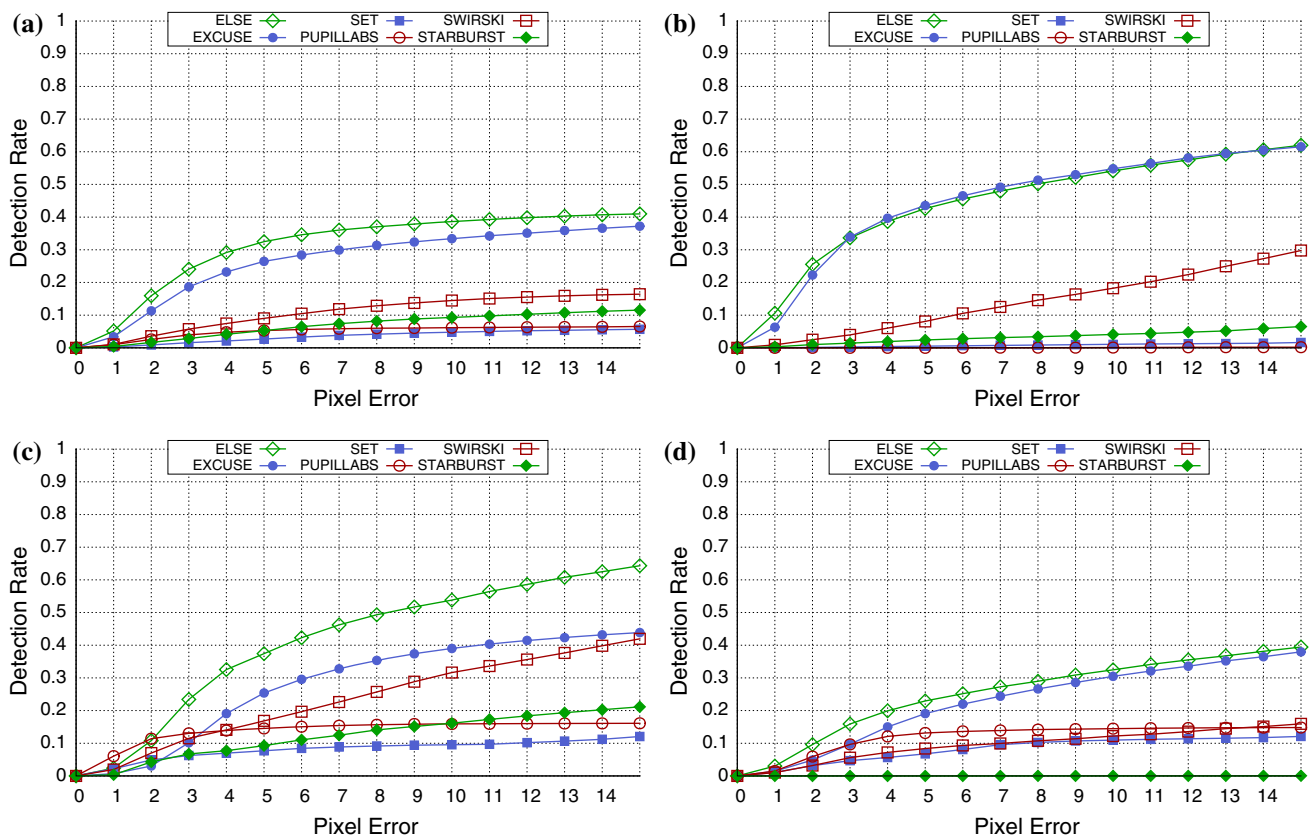 (a)
ELSE SET SWIRSKI
EXCUSE PUPILLABS STARBURST
1
0.9
0.8
0.7
0.6
0.5
0.4
0.3
0.2
0.1
0
Detection Rate
0 1 2 3 4 5 6 7 8 9 10 11 12 13 14
Pixel Error
(b)
ELSE SET SWIRSKI
EXCUSE PUPILLABS STARBURST
1
0.9
0.8
0.7
0.6
0.5
0.4
0.3
0.2
0.1
0
Detection Rate
0 1 2 3 4 5 6 7 8 9 10 11 12 13 14
Pixel Error
(c)
ELSE SET SWIRSKI
EXCUSE PUPILLABS STARBURST
1
0.9
0.8
0.7
0.6
0.5
0.4
0.3
0.2
0.1
0
Detection Rate
0 1 2 3 4 5 6 7 8 9 10 11 12 13 14
Pixel Error
(d)
ELSE SET SWIRSKI
EXCUSE PUPILLABS STARBURST
1
0.9
0.8
0.7
0.6
0.5
0.4
0.3
0.2
0.1
0
Detection Rate
0 1 2 3 4 5 6 7 8 9 10 11 12 13 14
Pixel Error